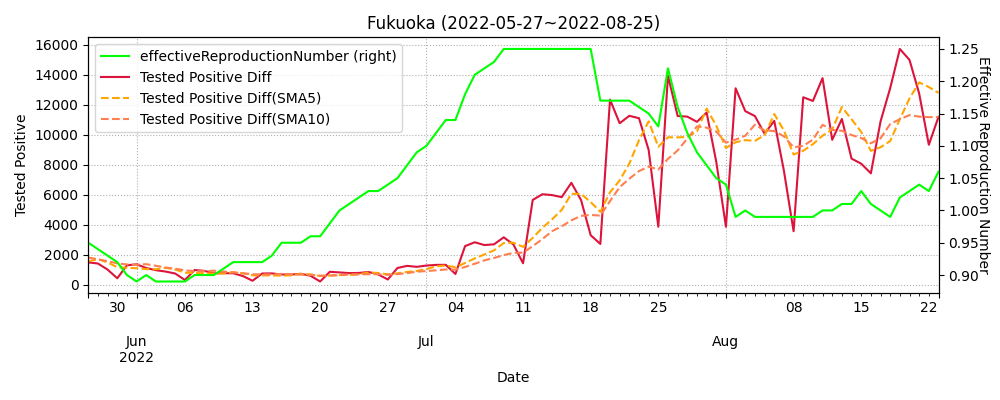 Fukuoka (2022-05-27~2022-08-25)
effectiveReproductionNumber (right)
Tested Positive Diff
Tested Positive Diff(SMA5)
Tested Positive Diff(SMA10)
Tested Positive
16000
14000
12000
10000
8000
6000
4000
2000
0
1.25
1.20
1.15
1.10
1.05
1.00
0.95
0.90
Effective Reproduction Number
30 06 13 20 27 04 11 18 25 08 15 22
Jun Jul Aug
2022
Date